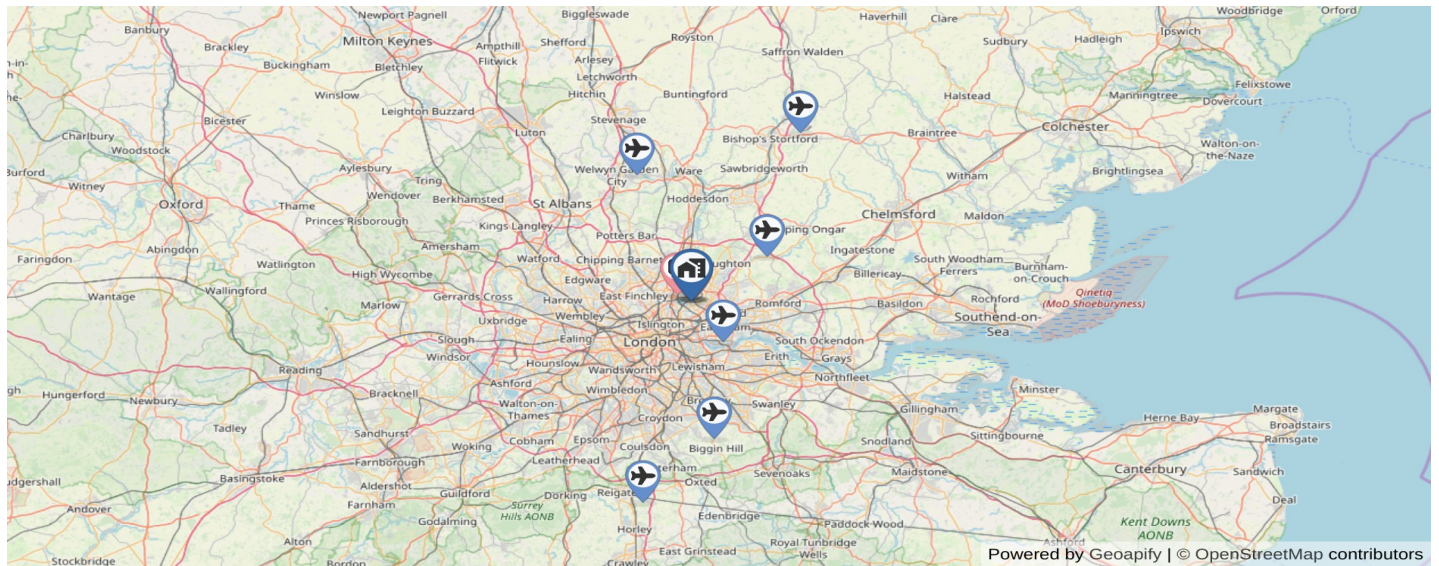 Newport Pagnell
Biggleswade
Haverhill
Clare
Woodbridge
Orford
Banbury
Brackley
Milton Keynes
Ampthill
Shefford
Royston
Saffron Walden
Sudbury
Hadleigh
Ipswich
Buckingham
Bletchley
Flitwick
Arlesey
Letchworth
Winslow
Hitchin
Buntingford
Halstead
Manningtree
Felixstowe
Dovercourt
Bicester
Leighton Buzzard
Luton
Stevenage
Bishop's Stortford
Braintree
Colchester
Charlbury
Woodstock
Aylesbury
Welwyn Garden
City
Ware
Sawbridgeworth
Witham
Brightlingsea
Walton-on-
the-Naze
Burford
Witney
Oxford
Tring
Wendover
Berkhamsted
St Albans
Hoddesdon
Chelmsford
Maldon
Thame
Princes Risborough
Kings Langley
Potters Bar
ping Ongar
Abingdon
Amersham
Watford
Chipping Barnet
ughton
Ingatestone
South Woodham
Ferrers
Burnham-
on-Crouch
Faringdon
Watlington
High Wycombe
Edgware
Billericay
Wantage
Wallingford
Marlow
Gerrards Cross
Harrow
East Finchley
Romford
Basildon
Rochford
Qinetiq
(MoD Shoeburyness)
Uxbridge
Wembley
Islington
Southend-on-
Sea
Slough
Ealing
London
South Ockendon
Windsor
Hounslow
Wandsworth
Lewisham
Erith
Grays
Reading
Ashford
Northfleet
Hungerford
Newbury
Bracknell
Wimbledon
Minster
Walton-on-
Thames
Swanley
Gillingham
Herne Bay
Margate
Tadley
Sandhurst
Croydon
Broadstairs
Ramsgate
Woking
Cobham
Epsom
Coulsdon
Biggin Hill
Snodland
Sittingbourne
udgershall
Basingstoke
Farnborough
Leatherhead
terham
Oxted
Sevenoaks
Maidstone
Canterbury
Sandwich
Aldershot
Guildford
Dorking
Reigate
Deal
Andover
Farnham
Surrey
Hills AONB
Godalming
Horley
Edenbridge
Paddock Wood
Kent Downs
AONB
Stockbridge
Alton
Bordon
Crawley
East Grinstead
Royal Tunbridge
Wells
Ashford
Powered by Geoapify | © OpenStreetMap contributors